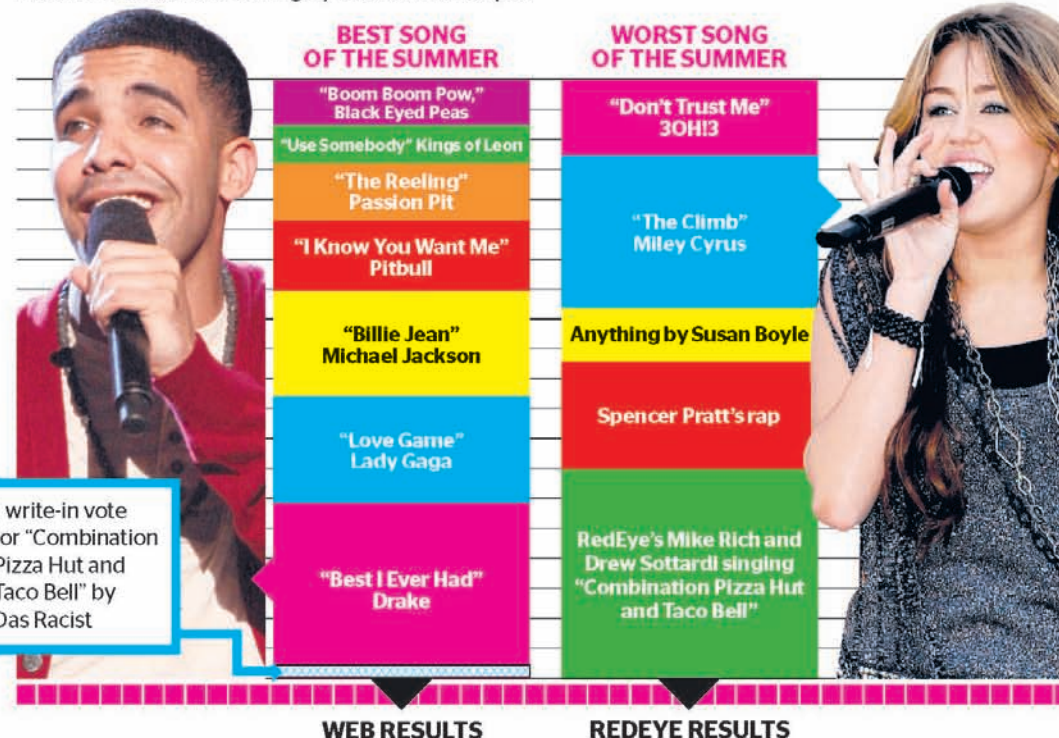 BEST SONG
OF THE SUMMER
"Boom Boom Pow,"
Black Eyed Peas
"Use Somebody" Kings of Leon
"The Reeling"
Passion Pit
"I Know You Want Me"
Pitbull
"Billie Jean"
Michael Jackson
"Love Game"
Lady Gaga
"Best I Ever Had"
Drake
write-in vote
or "Combination
Pizza Hut and
Taco Bell" by
Das Racist
WEB RESULTS
WORST SONG
OF THE SUMMER
"Don't Trust Me"
3OH!3
"The Climb"
Miley Cyrus
Anything by Susan Boyle
Spencer Pratt's rap
RedEye's Mike Rich and
Drew Sottardi singing
"Combination Pizza Hut
and Taco Bell"
REDEYE RESULTS